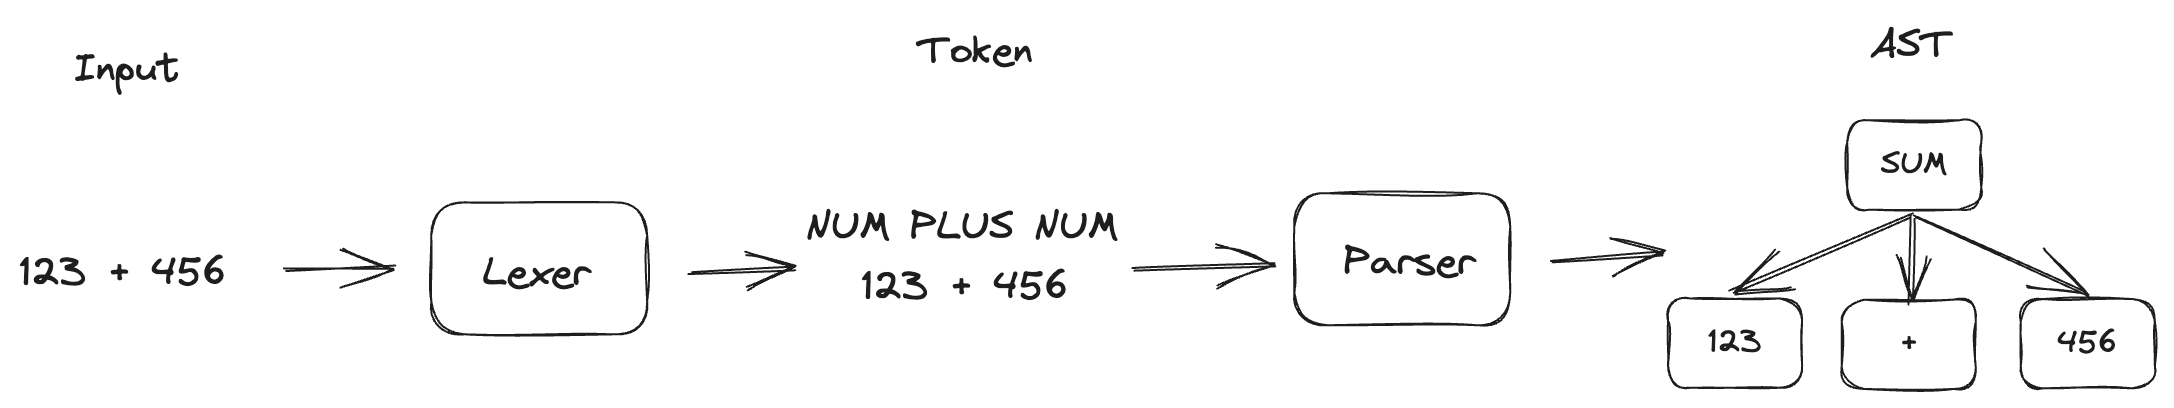 Input
Token
AST
123 + 456
Lexer
NUM PLUS NUM
123 + 456
Parser
SUM
123
+
456